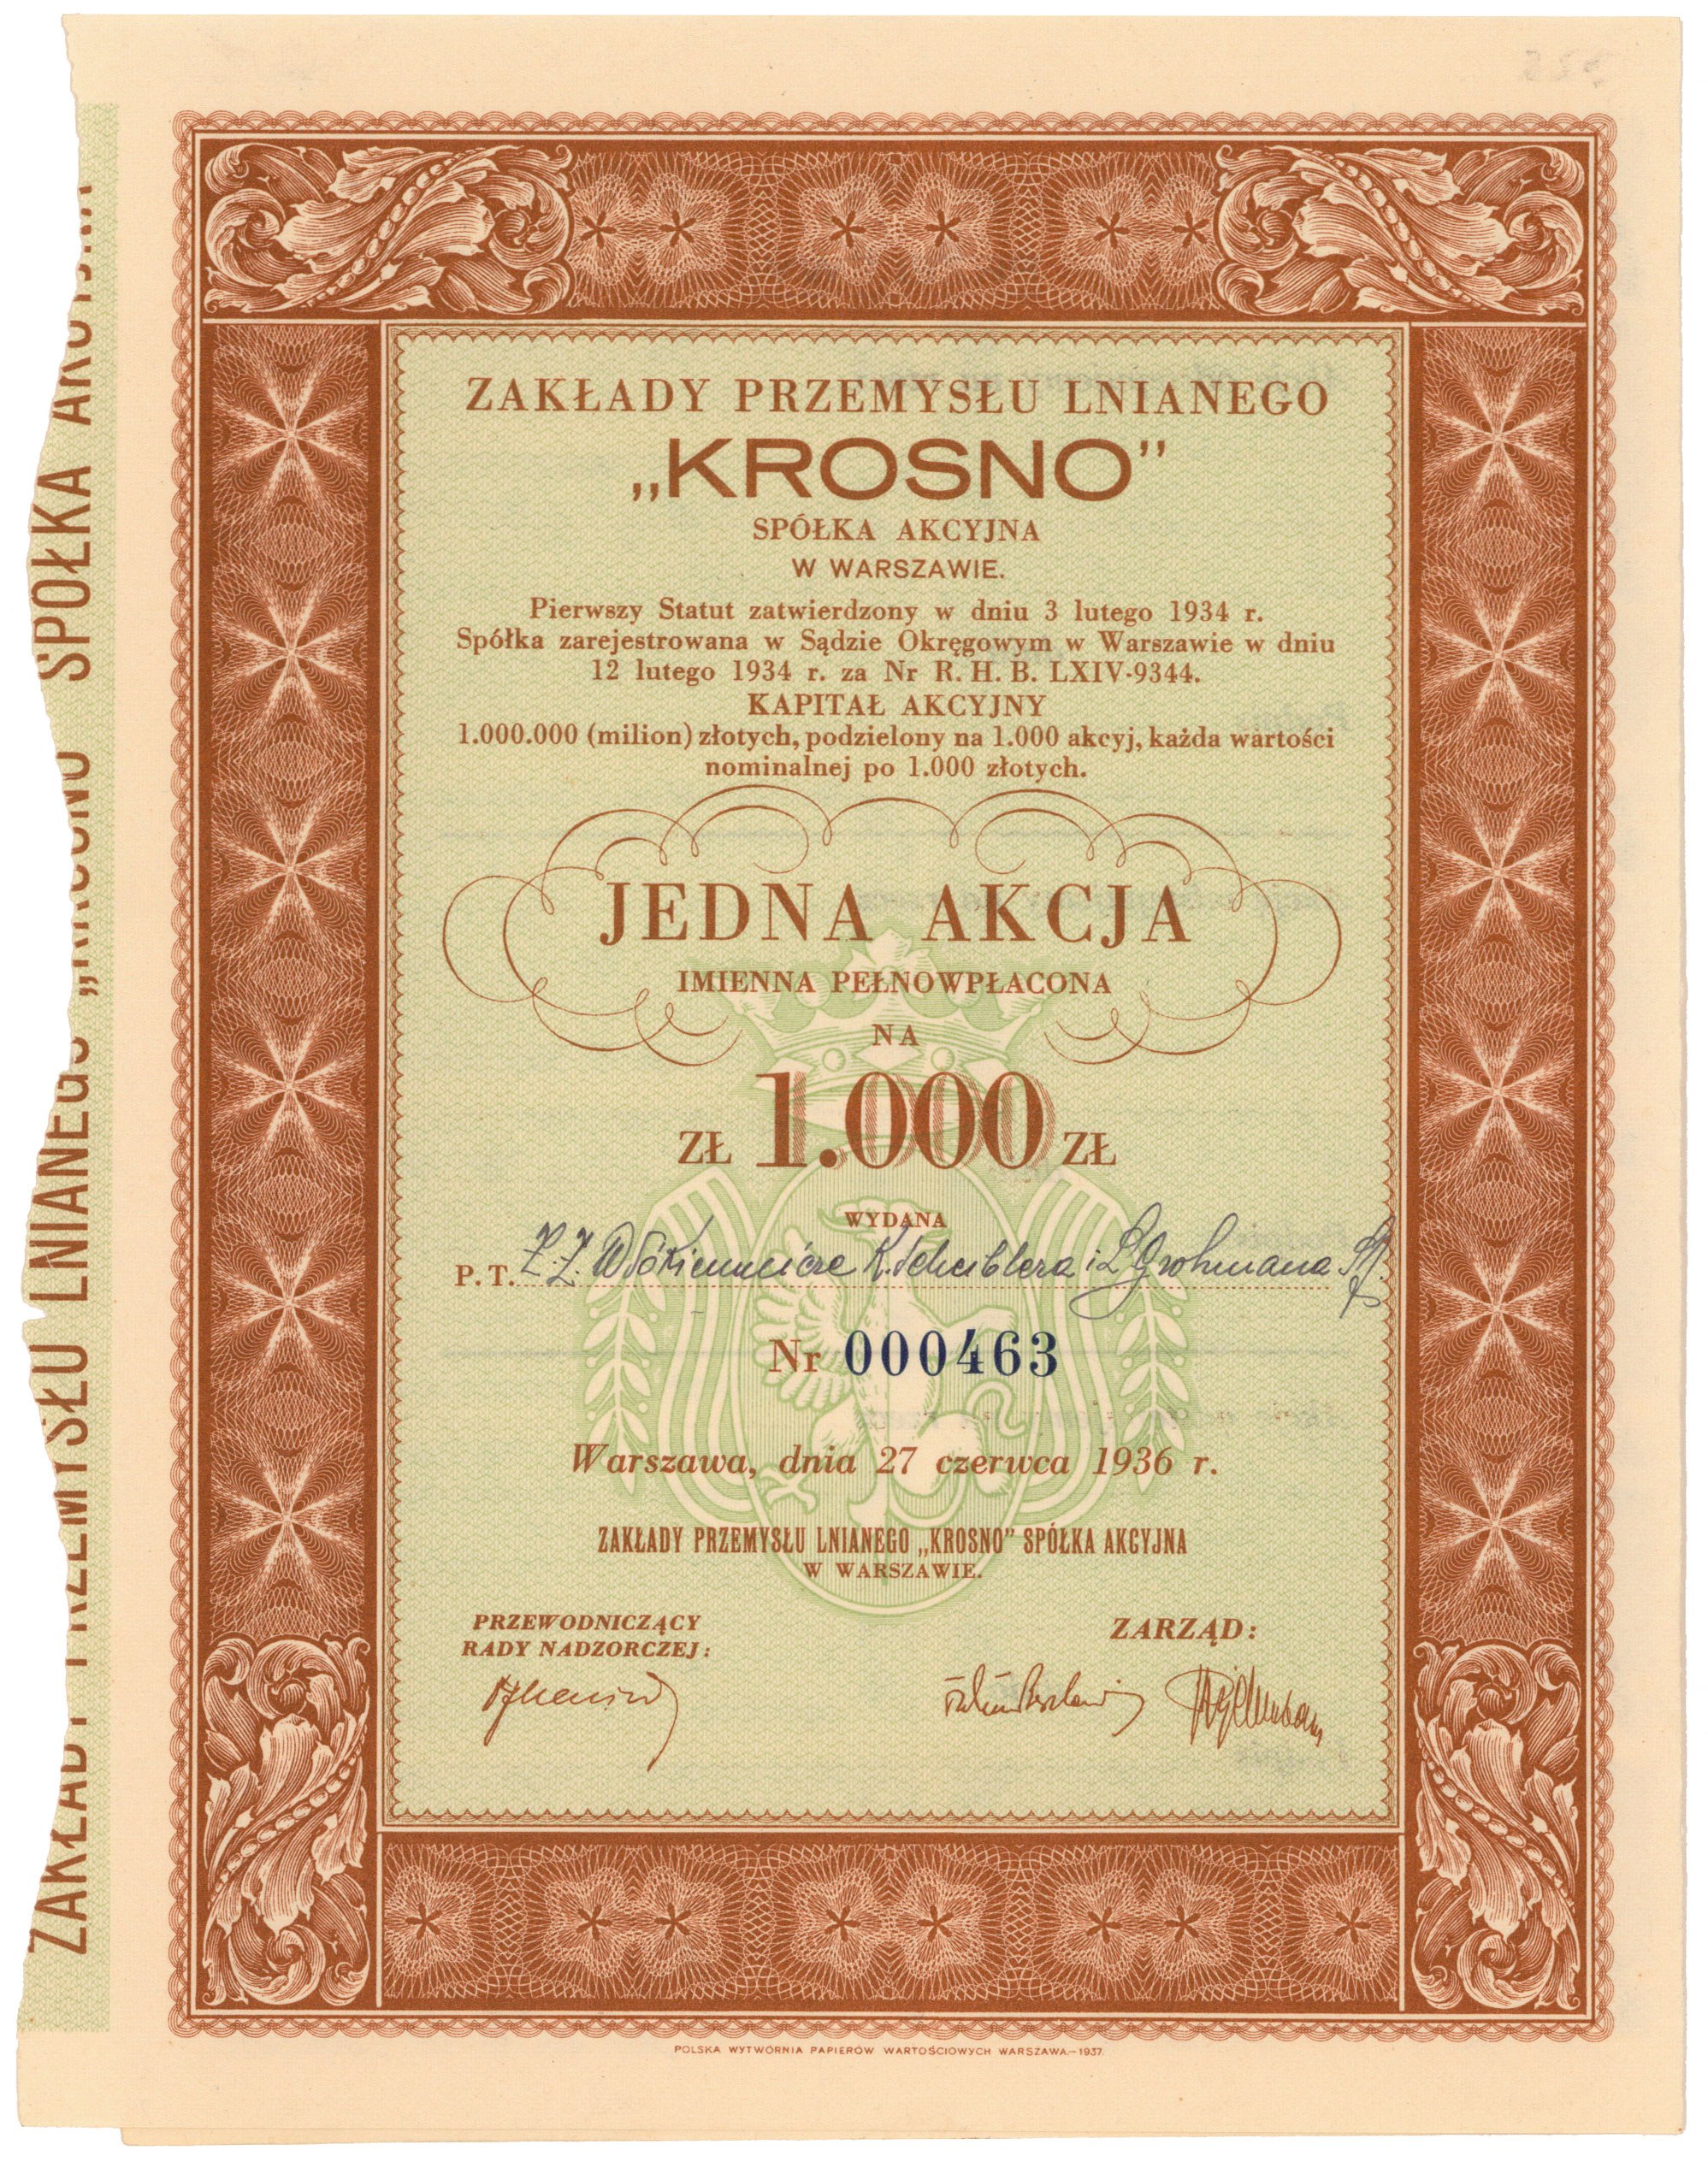 ZAKŁADY PRZEMYSŁU LNIANEGO „KROSNO” SPÓŁKA AKCYJNA
ZAKŁADY PRZEMYSŁU LNIANEGO
„KROSNO”
SPÓŁKA AKCYJNA
W WARSZAWIE.
Pierwszy Statut zatwierdzony w dniu 3 lutego 1934 r.
Spółka zarejestrowana w Sądzie Okręgowym w Warszawie w dniu
12 lutego 1934 r. za Nr R. H. B. LXIV-9344.
KAPITAŁ AKCYJNY
1.000.000 (milion) złotych, podzielony na 1.000 akcyj, każda wartości
nominalnej po 1.000 złotych.
JEDNA AKCJA
IMIENNA PEŁNOWPŁACONA
NA
ZŁ 1.000 ZŁ
WYDANA
P. T. Z. Z. Włókiennicze K. Scheiblera i L. Grohmana S.A.
Nr 000463
Warszawa, dnia 27 czerwca 1936 r.
ZAKŁADY PRZEMYSŁU LNIANEGO „KROSNO” SPÓŁKA AKCYJNA
W WARSZAWIE.
PRZEWODNICZĄCY
RADY NADZORCZEJ:
ZARZĄD:
POLSKA WYTWÓRNIA PAPIERÓW WARTOŚCIOWYCH WARSZAWA.—1937.